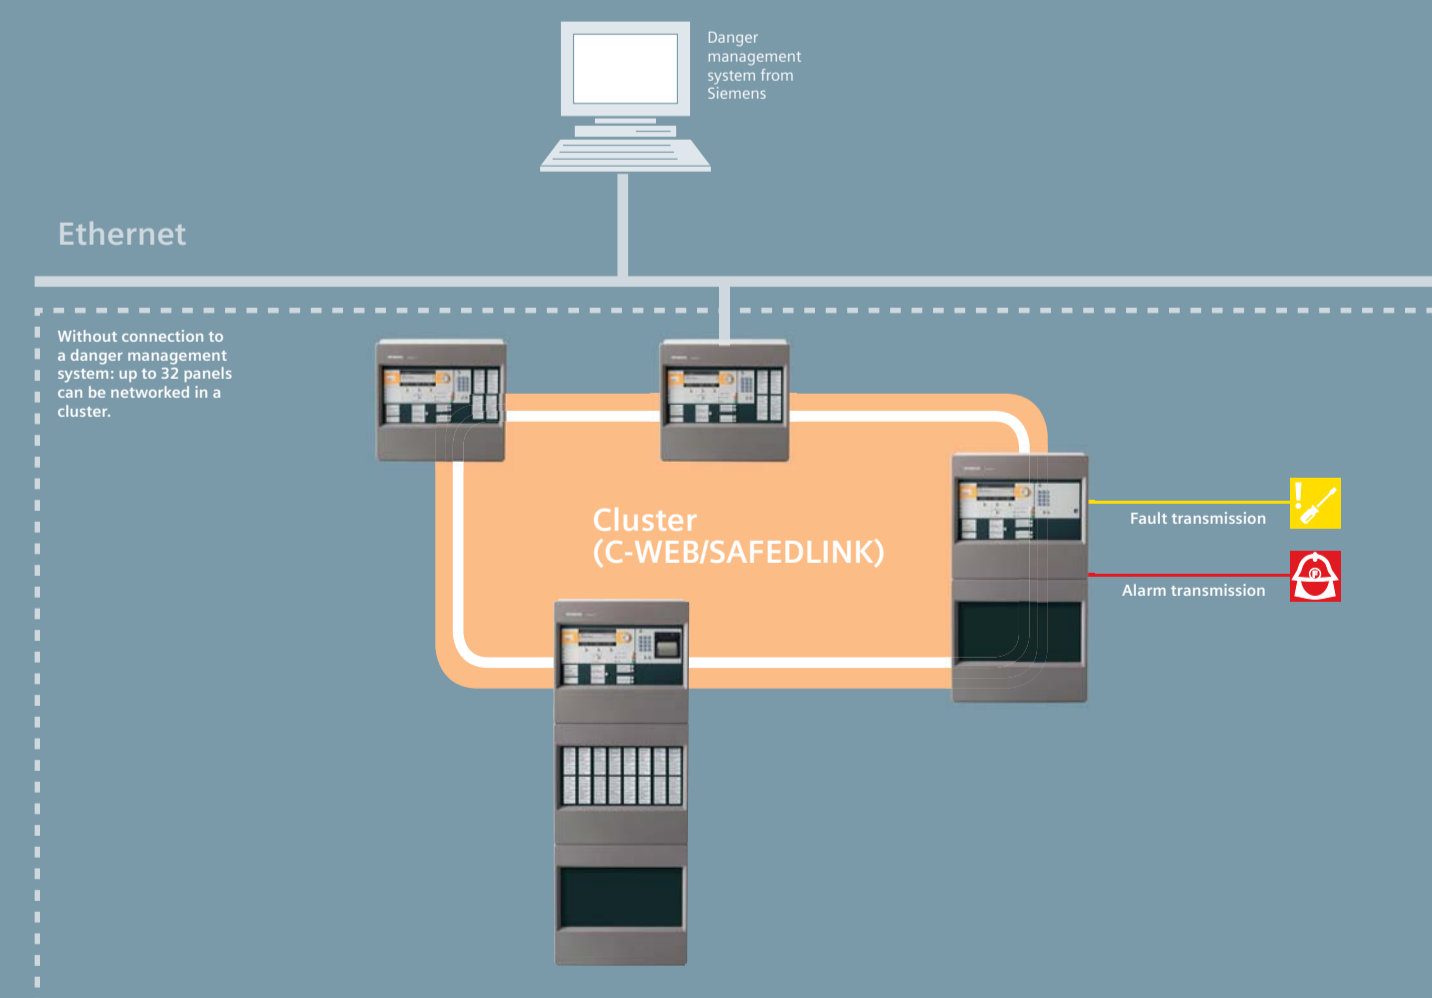 Danger
management
system from
Siemens
Ethernet
Without connection to
a danger management
system: up to 32 panels
can be networked in a
cluster.
Cluster
(C-WEB/SAFEDLINK)
Fault transmission
Alarm transmission